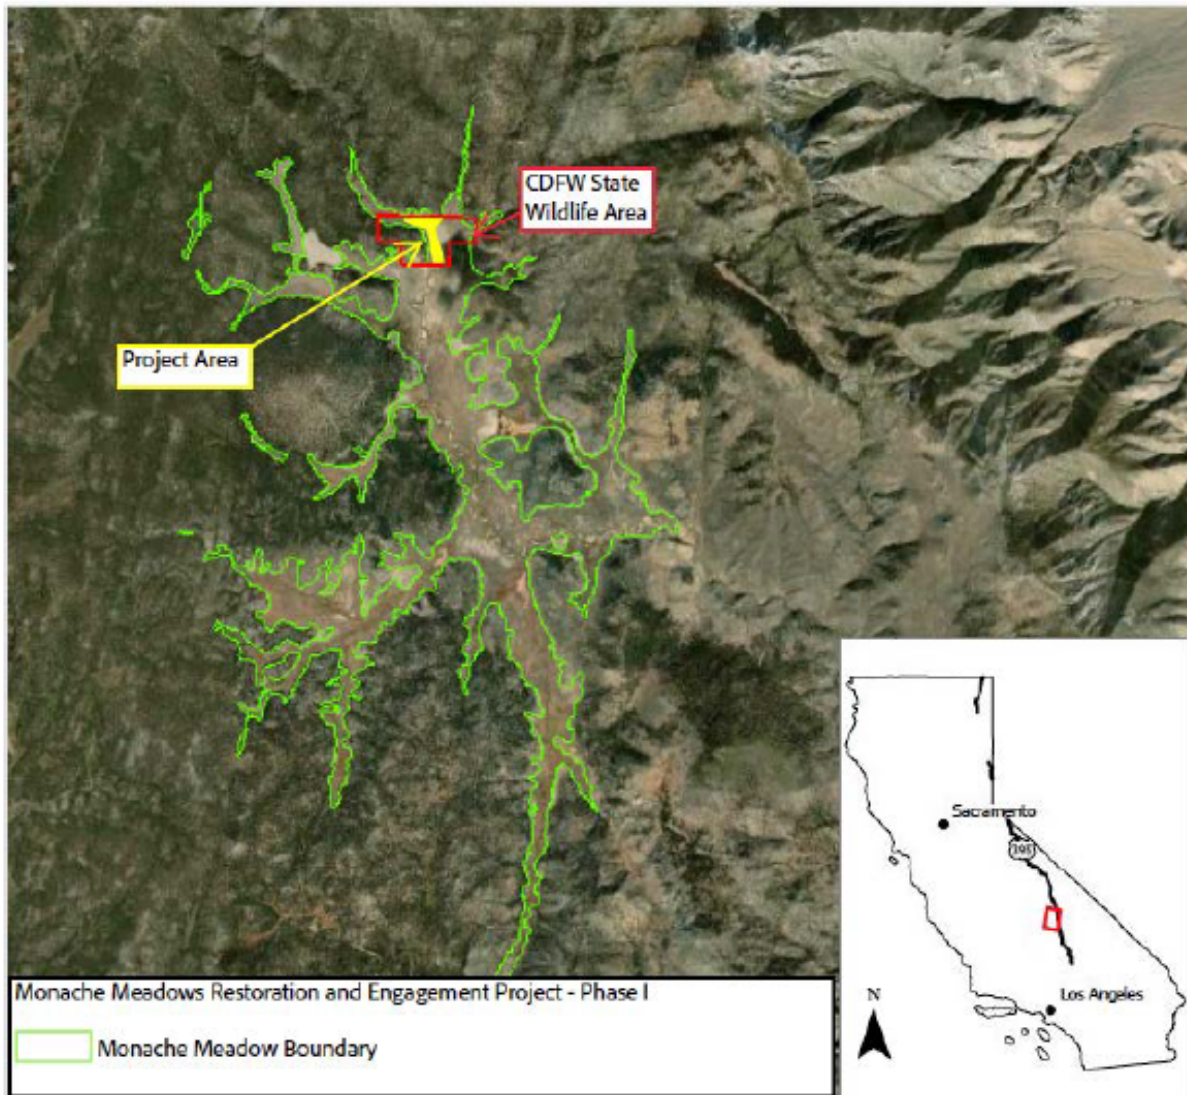 CDFW State
Wildlife Area
Project Area
Sacramento
395
Los Angeles
N
Monache Meadows Restoration and Engagement Project - Phase I
Monache Meadow Boundary